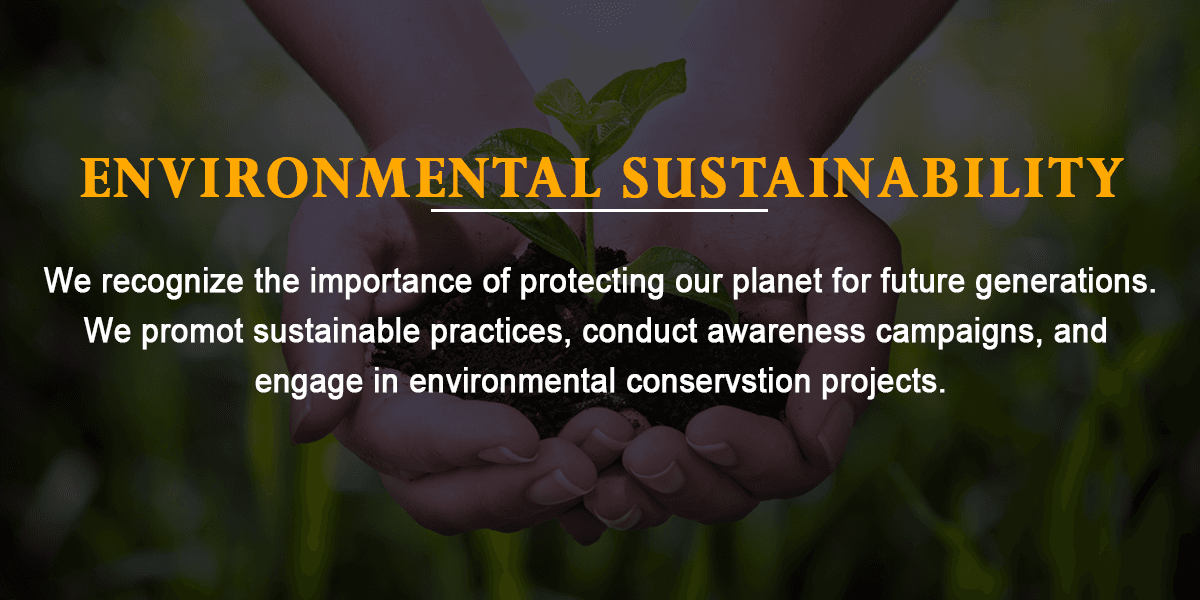 ENVIRONMENTAL SUSTAINABILITY
We recognize the importance of protecting our planet for future generations.
We promot sustainable practices, conduct awareness campaigns, and
engage in environmental conservstion projects.